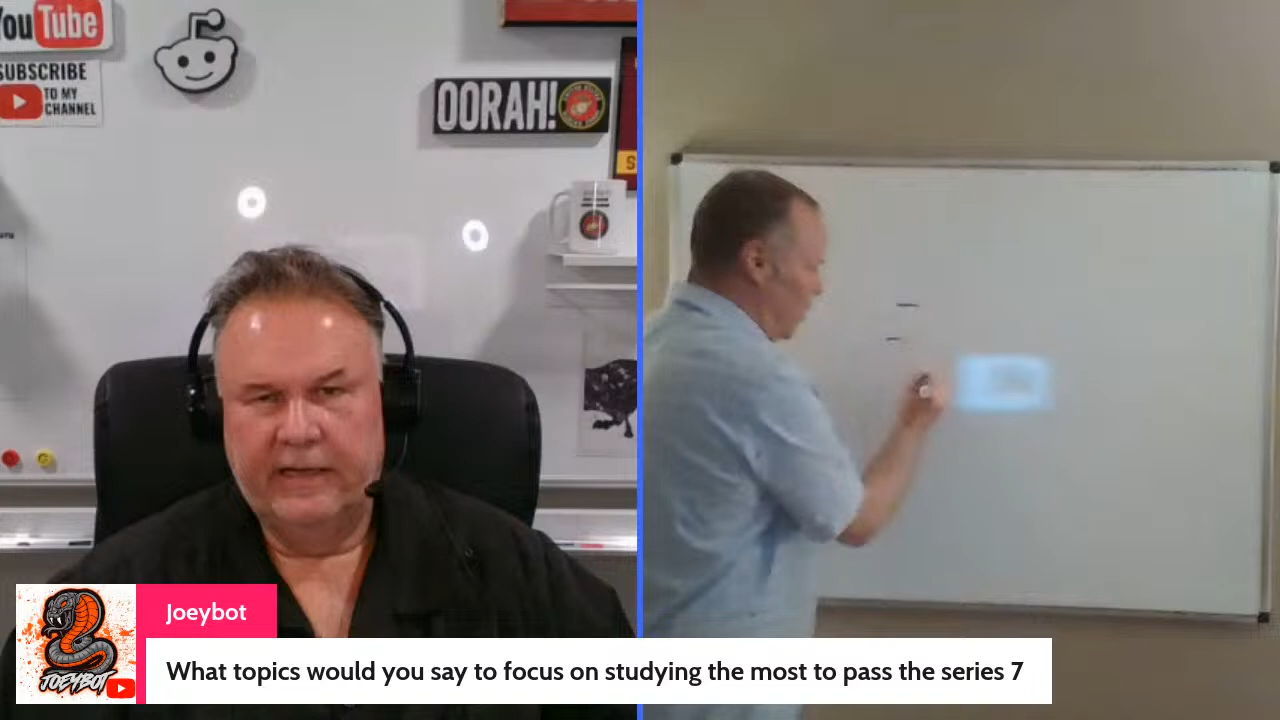 YouTube
SUBSCRIBE
TO MY
CHANNEL
OORAH!
S
Joeybot
JOEYBOT
What topics would you say to focus on studying the most to pass the series 7